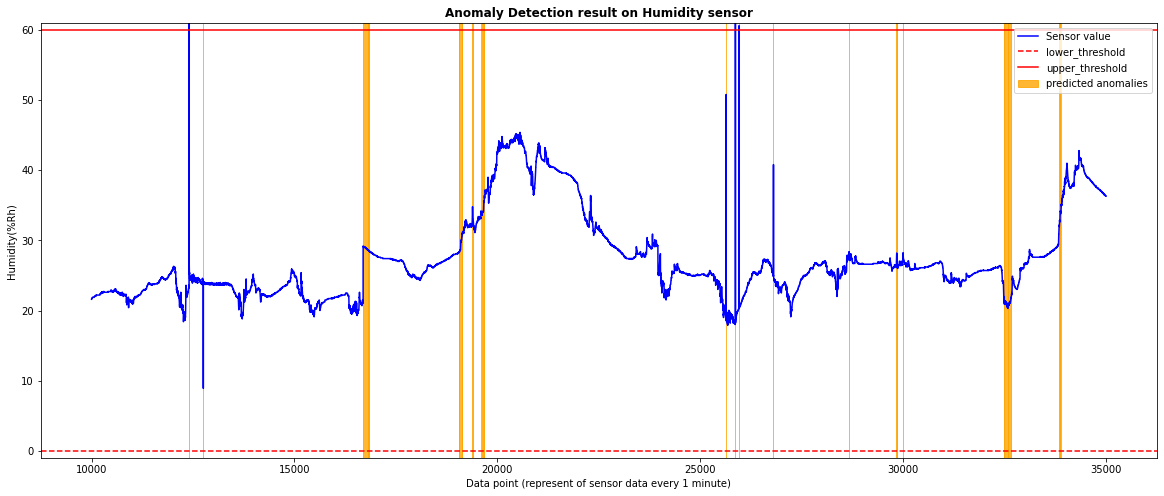 Anomaly Detection result on Humidity sensor
Humidity(%Rh)
60
50
40
30
20
10
0
Sensor value
lower_threshold
upper_threshold
predicted anomalies
10000 15000 20000 25000 30000 35000
Data point (represent of sensor data every 1 minute)